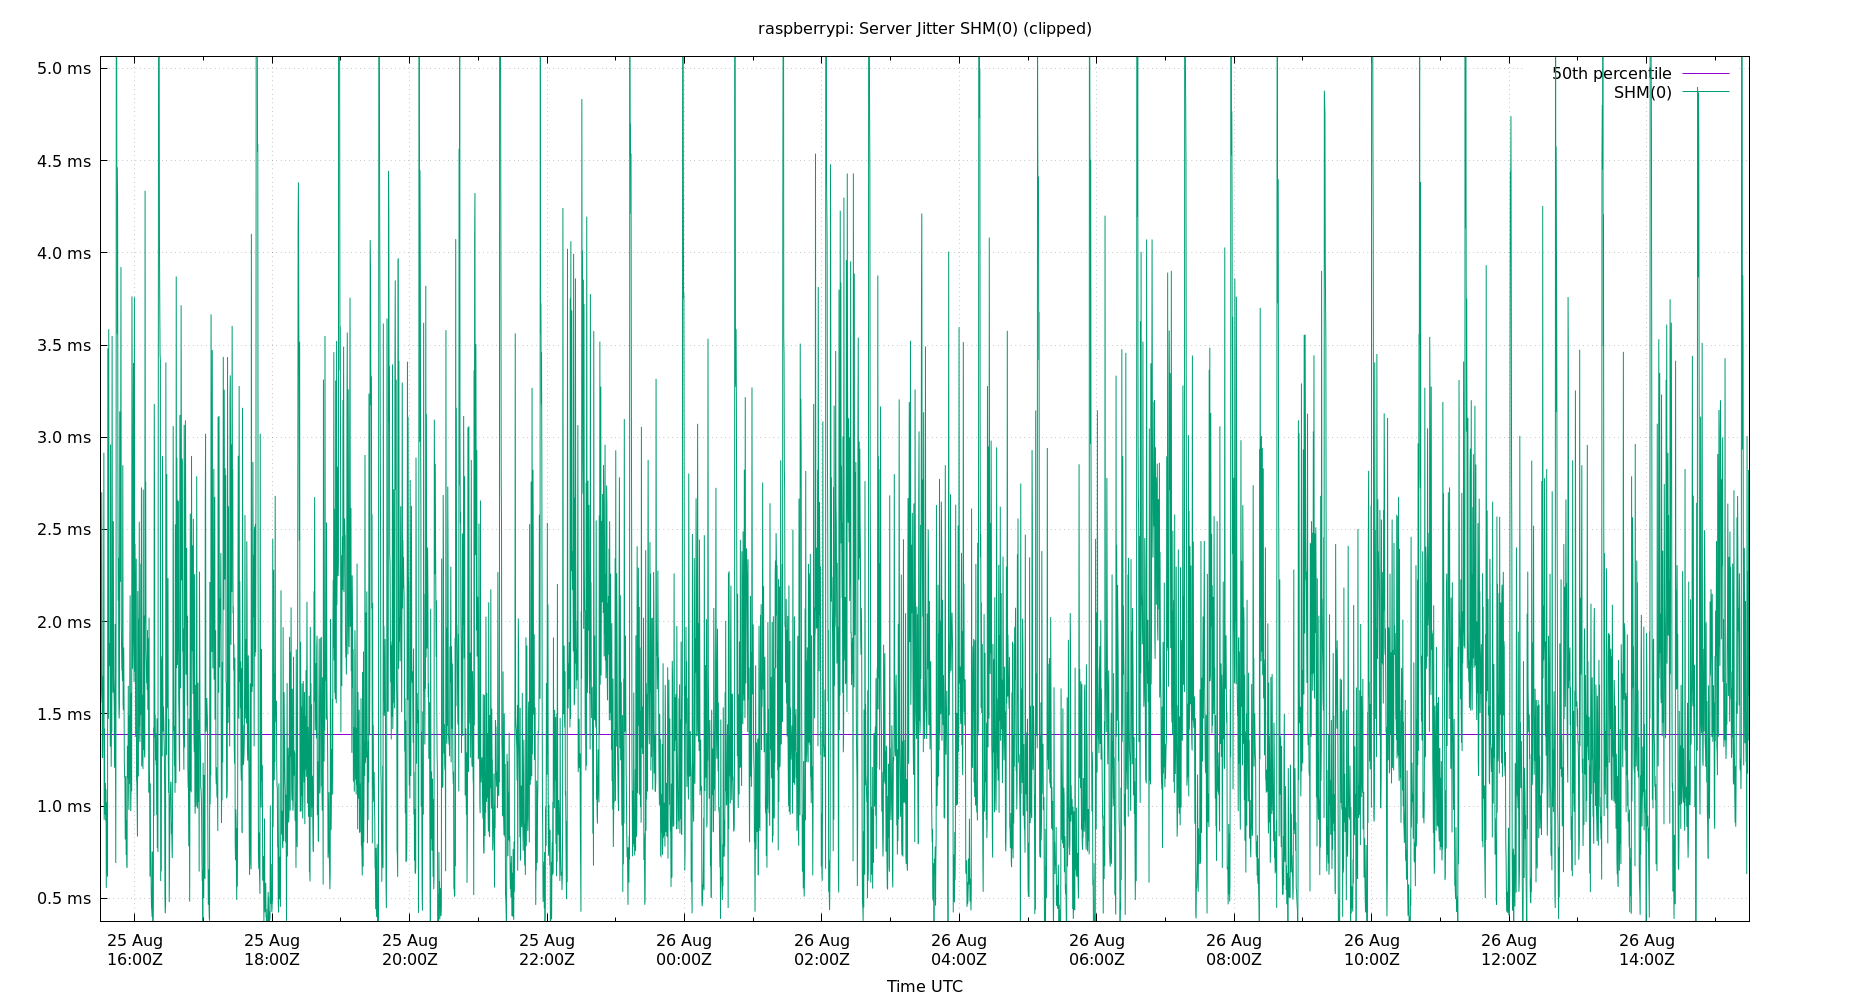 raspberrypi: Server Jitter SHM(0) (clipped)
5.0 ms
50th percentile
SHM(0)
4.5 ms
4.0 ms
3.5 ms
3.0 ms
2.5 ms
2.0 ms
1.5 ms
1.0 ms
0.5 ms
25 Aug 25 Aug 25 Aug 25 Aug 26 Aug 26 Aug 26 Aug 26 Aug 26 Aug 26 Aug 26 Aug 26 Aug
16:00Z 18:00Z 20:00Z 22:00Z 00:00Z 02:00Z 04:00Z 06:00Z 08:00Z 10:00Z 12:00Z 14:00Z
Time UTC